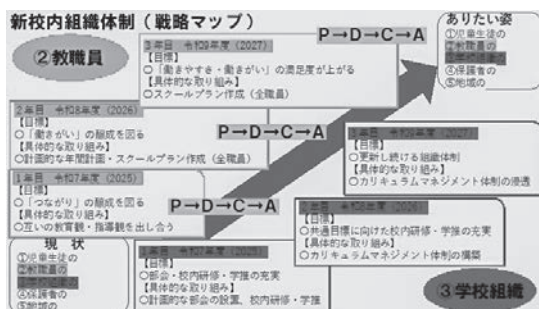 新校内組織体制（戦略マップ）
②教職員
3年目 令和9年度(2027)
【目標】
○「働きやすさ・働きがい」の満足度が上がる
【具体的な取り組み】
○スクールプラン作成（全職員）
P→D→C→A
ありたい姿
①児童生徒の
②教職員の
③学校組織の
④保護者の
⑤地域の
2年目 令和8年度(2026)
【目標】
○「働きがい」の醸成を図る
【具体的な取り組み】
○計画的な年間計画・スクールプラン作成（全職員）
P→D→C→A
3年目 令和9年度(2027)
【目標】
○更新し続ける組織体制
【具体的な取り組み】
○カリキュラムマネジメント体制の浸透
1年目 令和7年度(2025)
【目標】
○「つながり」の醸成を図る
【具体的な取り組み】
○互いの教育観・指導観を出し合う
P→D→C→A
2年目 令和8年度(2026)
○共通目標に向けた校内研修・学推の充実
【具体的な取り組み】
○カリキュラムマネジメント体制の構築
現 状
①児童生徒の
②教職員の
③学校組織の
④保護者の
⑤地域の
1年目 令和7年度(2025)
【目標】
○部会・校内研修・学推の充実
【具体的な取り組み】
○計画的な部会の設置、校内研修・学推
③学校組織